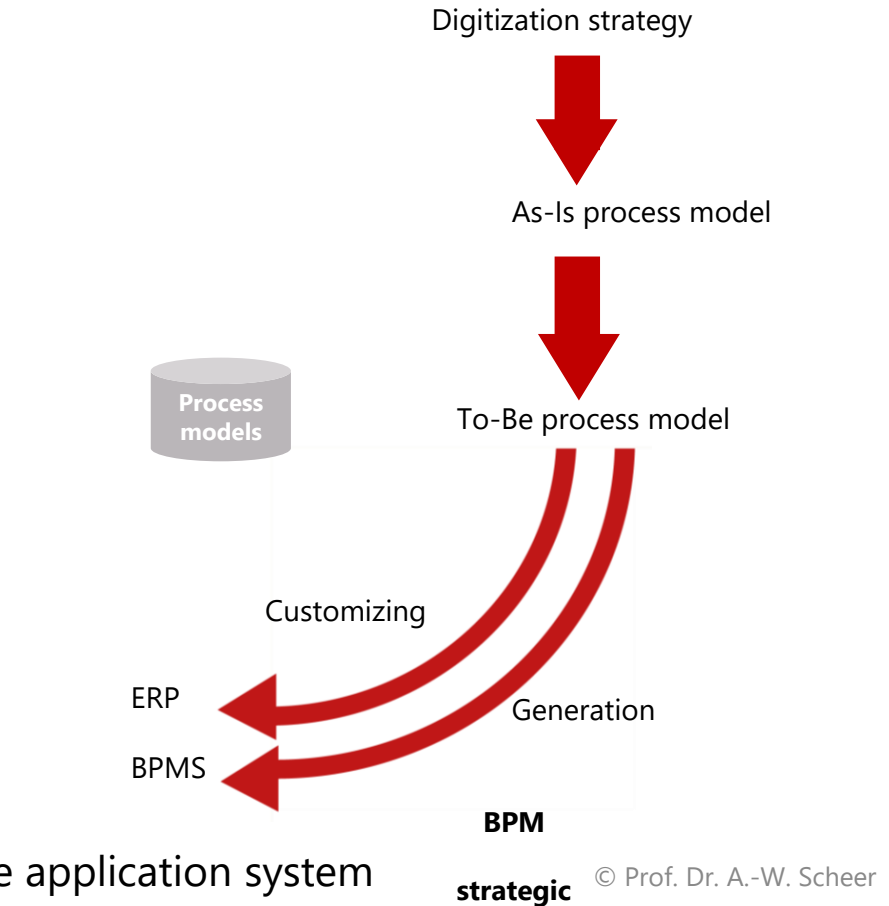 Digitization strategy
As-Is process model
Process
models
To-Be process model
Customizing
ERP
Generation
BPMS
BPM
e application system
strategic
© Prof. Dr. A.-W. Scheer